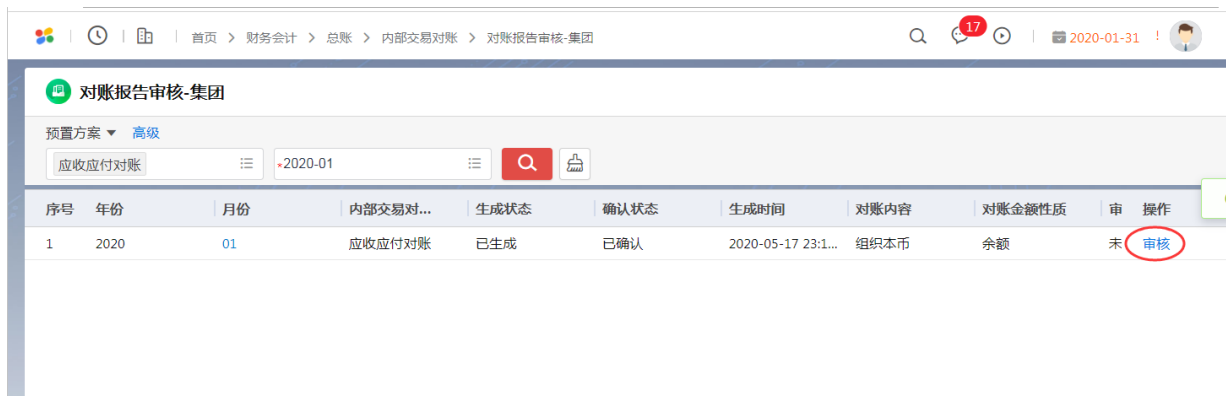 首页 > 财务会计 > 总账 > 内部交易对账 > 对账报告审核-集团 17 2020-01-31 !
对账报告审核-集团
预置方案 高级
应收应付对账 *2020-01
序号 年份 月份 内部交易对... 生成状态 确认状态 生成时间 对账内容 对账金额性质 审 操作
1 2020 01 应收应付对账 已生成 已确认 2020-05-17 23:1... 组织本币 余额 未 审核